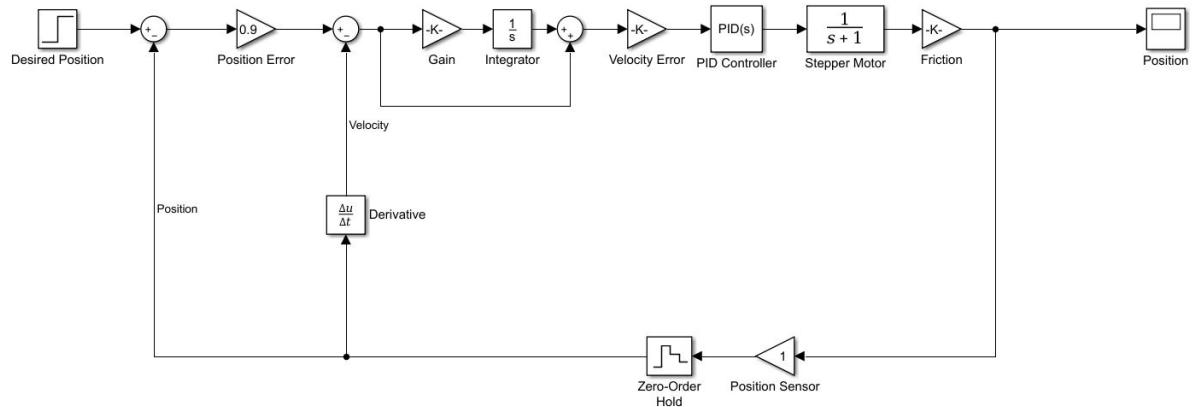 0.9
-K-
1
s
-K-
PID(s)
1
s + 1
-K-
Desired Position
Position Error
Gain
Integrator
Velocity Error
PID Controller
Stepper Motor
Friction
Position
Velocity
Position
Δu
Δt
Derivative
1
Zero-Order
Hold
Position Sensor